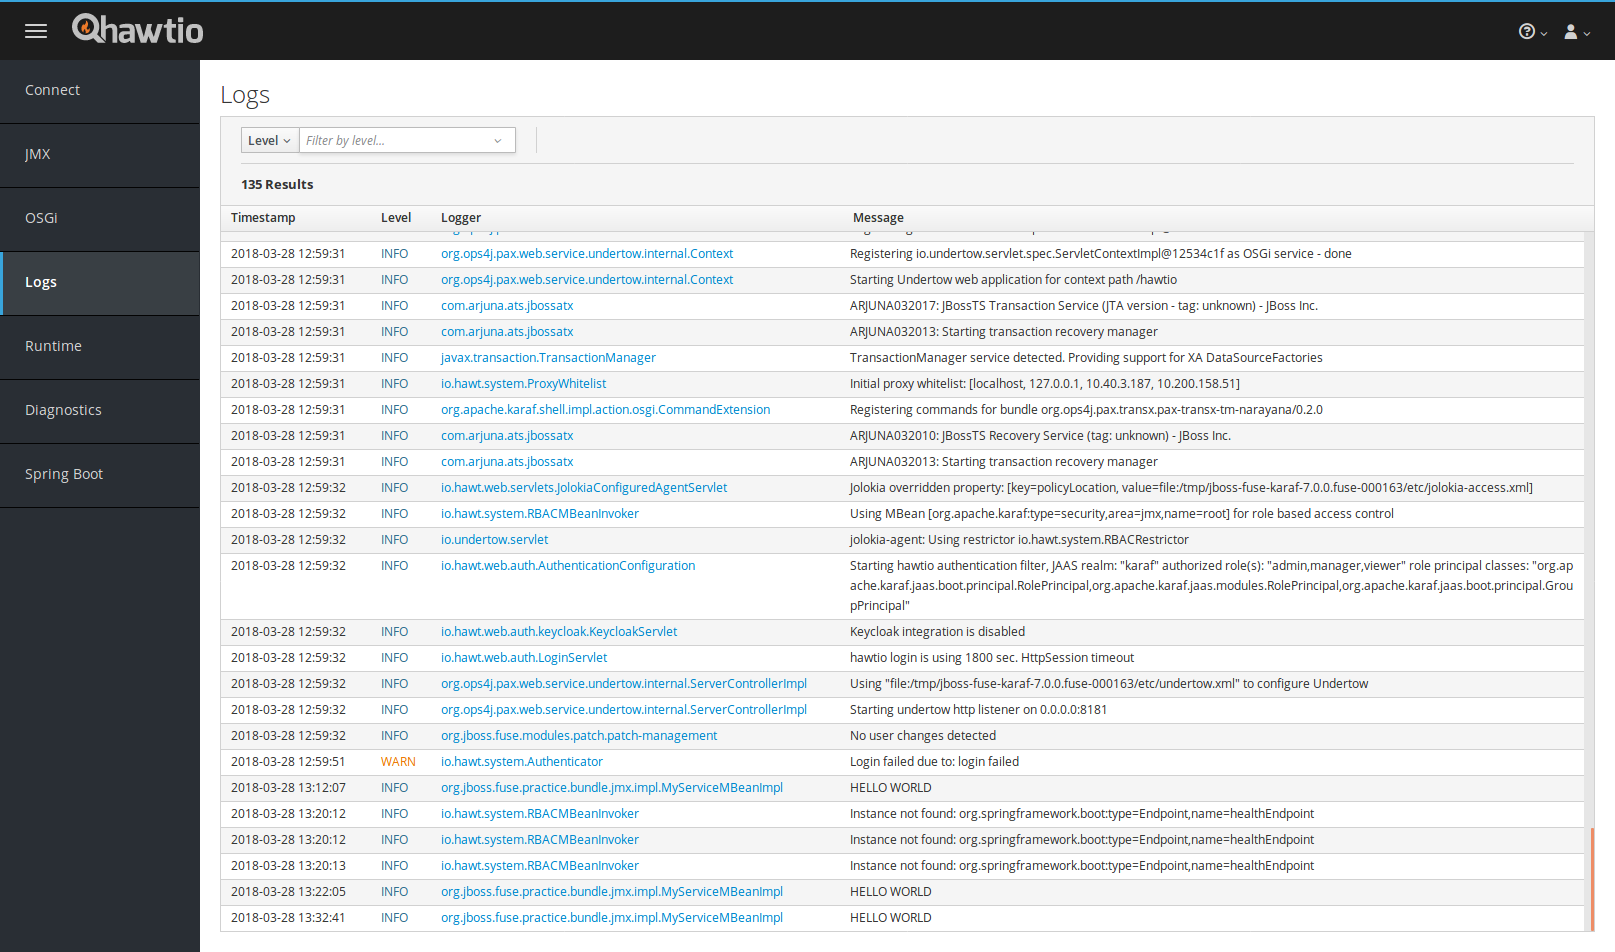 hawtio
Connect
JMX
OSGi
Logs
Runtime
Diagnostics
Spring Boot
Logs
Level Filter by level...
135 Results
Timestamp Level Logger Message
2018-03-28 12:59:31 INFO org.ops4j.pax.web.service.undertow.internal.Context Registering io.undertow.servlet.spec.ServletContextImpl@12534c1f as OSGi service - done
2018-03-28 12:59:31 INFO org.ops4j.pax.web.service.undertow.internal.Context Starting Undertow web application for context path /hawtio
2018-03-28 12:59:31 INFO com.arjuna.ats.jbossatx ARJUNA032017: JBossTS Transaction Service (JTA version - tag: unknown) - JBoss Inc.
2018-03-28 12:59:31 INFO com.arjuna.ats.jbossatx ARJUNA032013: Starting transaction recovery manager
2018-03-28 12:59:31 INFO javax.transaction.TransactionManager TransactionManager service detected. Providing support for XA DataSourceFactories
2018-03-28 12:59:31 INFO io.hawt.system.ProxyWhitelist Initial proxy whitelist: [localhost, 127.0.0.1, 10.40.3.187, 10.200.158.51]
2018-03-28 12:59:31 INFO org.apache.karaf.shell.impl.action.osgi.CommandExtension Registering commands for bundle org.ops4j.pax.transx.pax-transx-tm-narayana/0.2.0
2018-03-28 12:59:31 INFO com.arjuna.ats.jbossatx ARJUNA032010: JBossTS Recovery Service (tag: unknown) - JBoss Inc.
2018-03-28 12:59:31 INFO com.arjuna.ats.jbossatx ARJUNA032013: Starting transaction recovery manager
2018-03-28 12:59:32 INFO io.hawt.web.servlets.JolokiaConfiguredAgentServlet Jolokia overridden property: [key=policyLocation, value=file:/tmp/jboss-fuse-karaf-7.0.0.fuse-000163/etc/jolokia-access.xml]
2018-03-28 12:59:32 INFO io.hawt.system.RBACMBeanInvoker Using MBean [org.apache.karaf:type=security,area=jmx,name=root] for role based access control
2018-03-28 12:59:32 INFO io.undertow.servlet jolokia-agent: Using restrictor io.hawt.system.RBACRestrictor
2018-03-28 12:59:32 INFO io.hawt.web.auth.AuthenticationConfiguration Starting hawtio authentication filter, JAAS realm: "karaf" authorized role(s): "admin,manager,viewer" role principal classes: "org.ap
ache.karaf.jaas.boot.principal.RolePrincipal,org.apache.karaf.jaas.modules.RolePrincipal,org.apache.karaf.jaas.boot.principal.Gro
upPrincipal"
2018-03-28 12:59:32 INFO io.hawt.web.auth.keycloak.KeycloakServlet Keycloak integration is disabled
2018-03-28 12:59:32 INFO io.hawt.web.auth.LoginServlet hawtio login is using 1800 sec. HttpSession timeout
2018-03-28 12:59:32 INFO org.ops4j.pax.web.service.undertow.internal.ServerControllerImpl Using "file:/tmp/jboss-fuse-karaf-7.0.0.fuse-000163/etc/undertow.xml" to configure Undertow
2018-03-28 12:59:32 INFO org.ops4j.pax.web.service.undertow.internal.ServerControllerImpl Starting undertow http listener on 0.0.0.0:8181
2018-03-28 12:59:32 INFO org.jboss.fuse.modules.patch.patch-management No user changes detected
2018-03-28 12:59:51 WARN io.hawt.system.Authenticator Login failed due to: login failed
2018-03-28 13:12:07 INFO org.jboss.fuse.practice.bundle.jmx.impl.MyServiceMBeanImpl HELLO WORLD
2018-03-28 13:20:12 INFO io.hawt.system.RBACMBeanInvoker Instance not found: org.springframework.boot:type=Endpoint,name=healthEndpoint
2018-03-28 13:20:12 INFO io.hawt.system.RBACMBeanInvoker Instance not found: org.springframework.boot:type=Endpoint,name=healthEndpoint
2018-03-28 13:20:13 INFO io.hawt.system.RBACMBeanInvoker Instance not found: org.springframework.boot:type=Endpoint,name=healthEndpoint
2018-03-28 13:22:05 INFO org.jboss.fuse.practice.bundle.jmx.impl.MyServiceMBeanImpl HELLO WORLD
2018-03-28 13:32:41 INFO org.jboss.fuse.practice.bundle.jmx.impl.MyServiceMBeanImpl HELLO WORLD